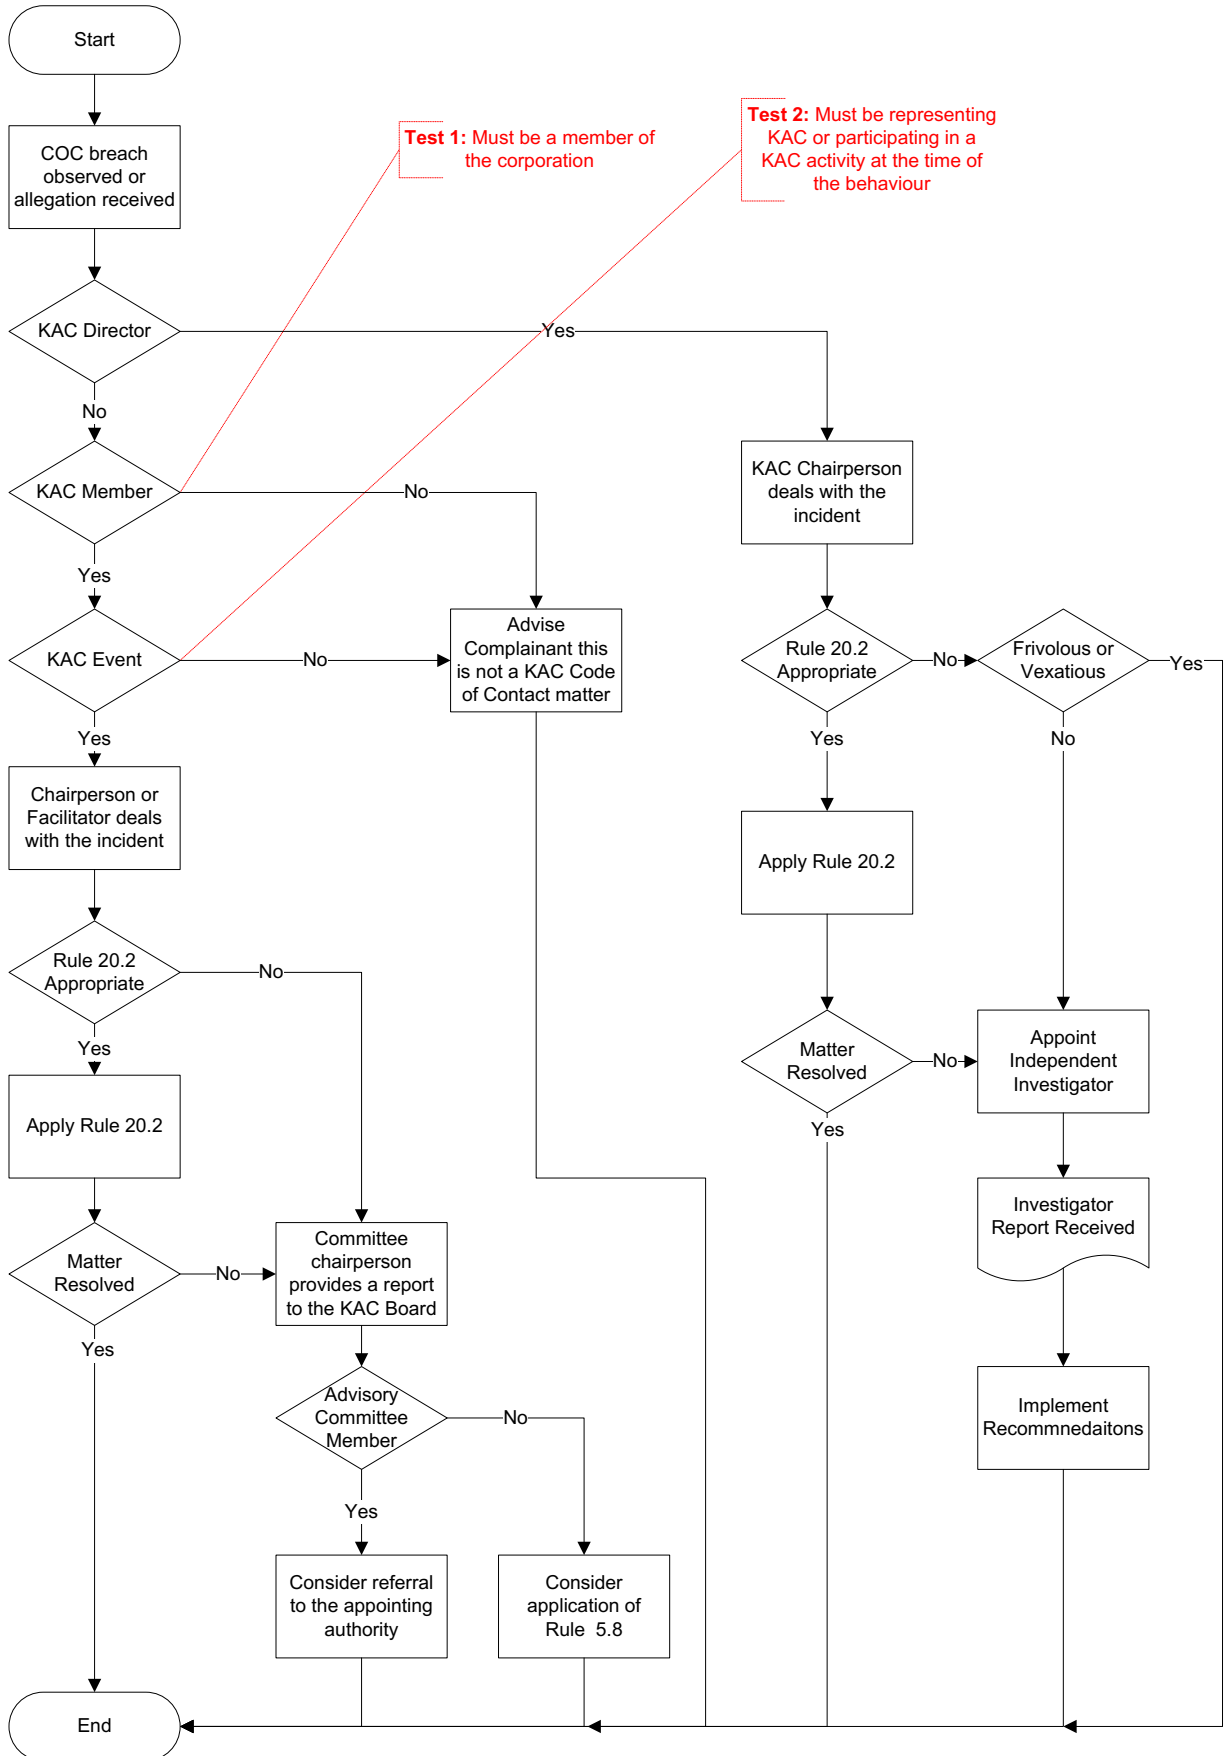 Start
COC breach
observed or
allegation received
Test 1: Must be a member of
the corporation
Test 2: Must be representing
KAC or participating in a
KAC activity at the time of
the behaviour
KAC Director
Yes
No
KAC Member
No
Yes
KAC Chairperson
deals with the
incident
KAC Event
No
Yes
Advise
Complainant this
is not a KAC Code
of Contact matter
Rule 20.2
Appropriate
No
Yes
Frivolous or
Vexatious
Yes
No
Chairperson or
Facilitator deals
with the incident
Apply Rule 20.2
Rule 20.2
Appropriate
No
Yes
Matter
Resolved
No
Yes
Appoint
Independent
Investigator
Apply Rule 20.2
Investigator
Report Received
Matter
Resolved
No
Yes
Committee
chairperson
provides a report
to the KAC Board
Advisory
Committee
Member
No
Yes
Implement
Recommnedaitons
Consider referral
to the appointing
authority
Consider
application of
Rule 5.8
End